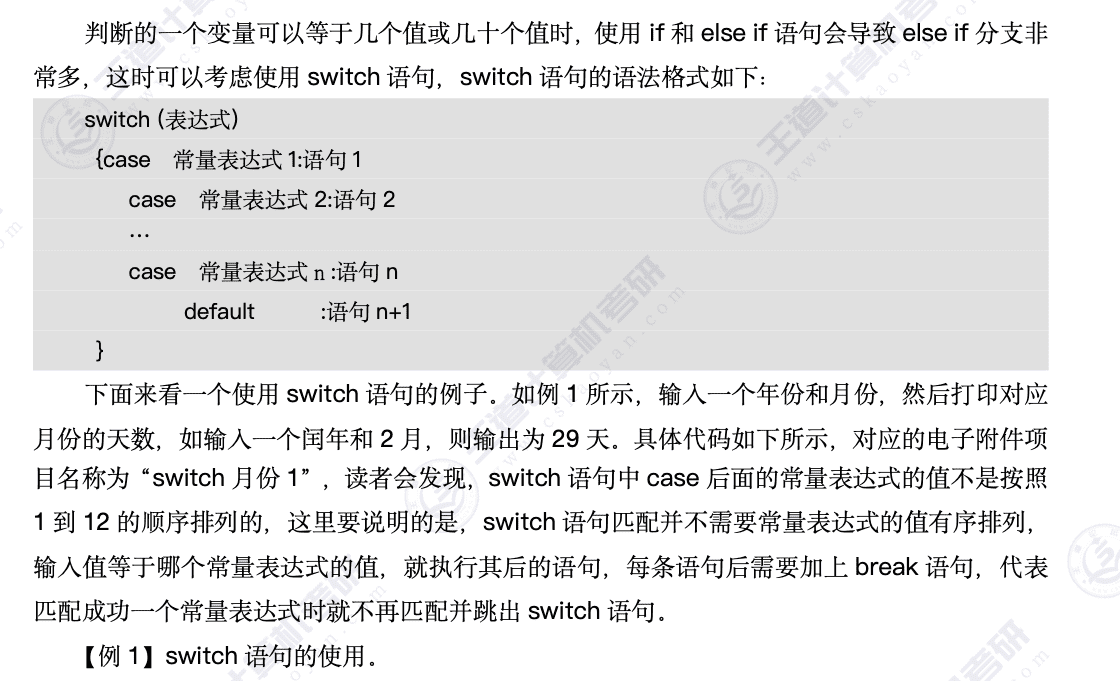 判断的一个变量可以等于几个值或几十个值时，使用 if 和 else if 语句会导致 else if 分支非
常多，这时可以考虑使用 switch 语句，switch 语句的语法格式如下：
switch (表达式)
{case 常量表达式 1:语句 1
case 常量表达式 2:语句 2
…
case 常量表达式 n :语句 n
default :语句 n+1
}
下面来看一个使用 switch 语句的例子。如例 1 所示，输入一个年份和月份，然后打印对应
月份的天数，如输入一个闰年和 2 月，则输出为 29 天。具体代码如下所示，对应的电子附件项
目名称为“switch 月份 1”，读者会发现，switch 语句中 case 后面的常量表达式的值不是按照
1 到 12 的顺序排列的，这里要说明的是，switch 语句匹配并不需要常量表达式的值有序排列，
输入值等于哪个常量表达式的值，就执行其后的语句，每条语句后需要加上 break 语句，代表
匹配成功一个常量表达式时就不再匹配并跳出 switch 语句。
【例 1】switch 语句的使用。
王道计算机考研
www.cskaoyan.com